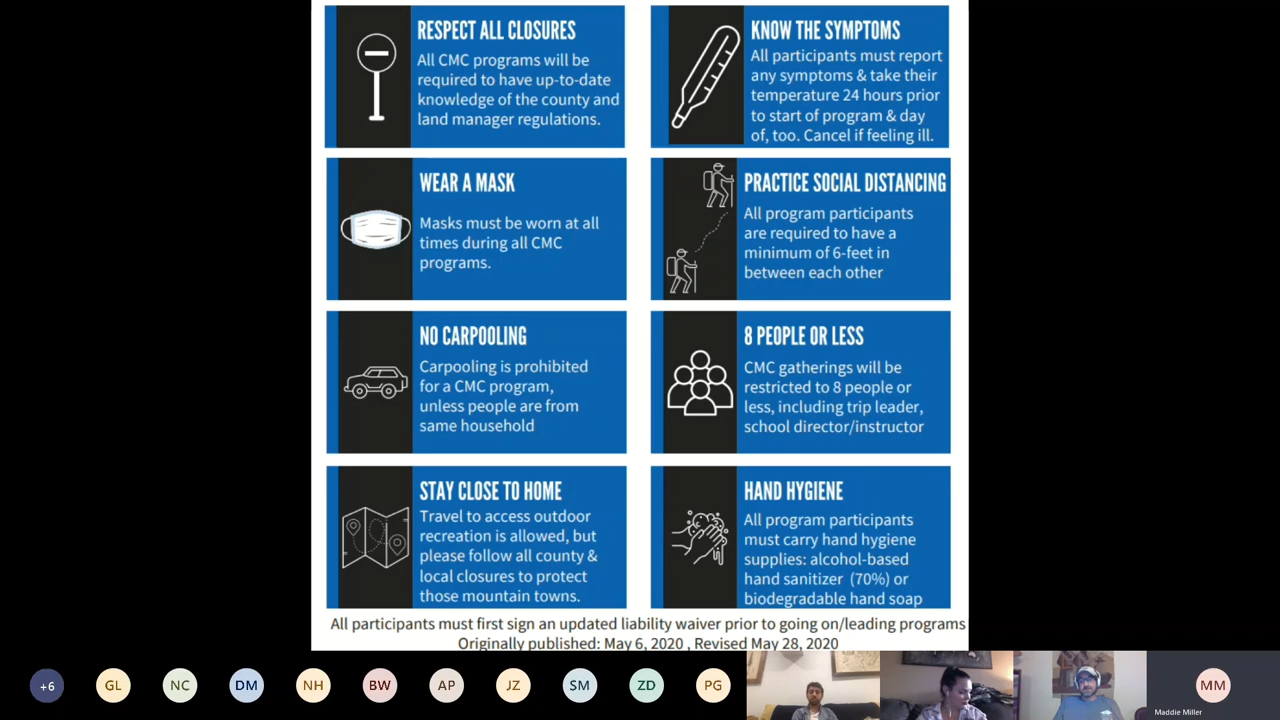 RESPECT ALL CLOSURES
All CMC programs will be
required to have up-to-date
knowledge of the county and
land manager regulations.
KNOW THE SYMPTOMS
All participants must report
any symptoms & take their
temperature 24 hours prior
to start of program & day
of, too. Cancel if feeling ill.
WEAR A MASK
Masks must be worn at all
times during all CMC
programs.
PRACTICE SOCIAL DISTANCING
All program participants
are required to have a
minimum of 6-feet in
between each other
NO CARPOOLING
Carpooling is prohibited
for a CMC program,
unless people are from
same household
8 PEOPLE OR LESS
CMC gatherings will be
restricted to 8 people or
less, including trip leader,
school director/instructor
STAY CLOSE TO HOME
Travel to access outdoor
recreation is allowed, but
please follow all county &
local closures to protect
those mountain towns.
HAND HYGIENE
All program participants
must carry hand hygiene
supplies: alcohol-based
hand sanitizer (70%) or
biodegradable hand soap
All participants must first sign an updated liability waiver prior to going on/leading programs
Originally published: May 6, 2020 , Revised May 28, 2020
+6 GL NC DM NH BW AP JZ SM ZD PG MM
Maddie Miller